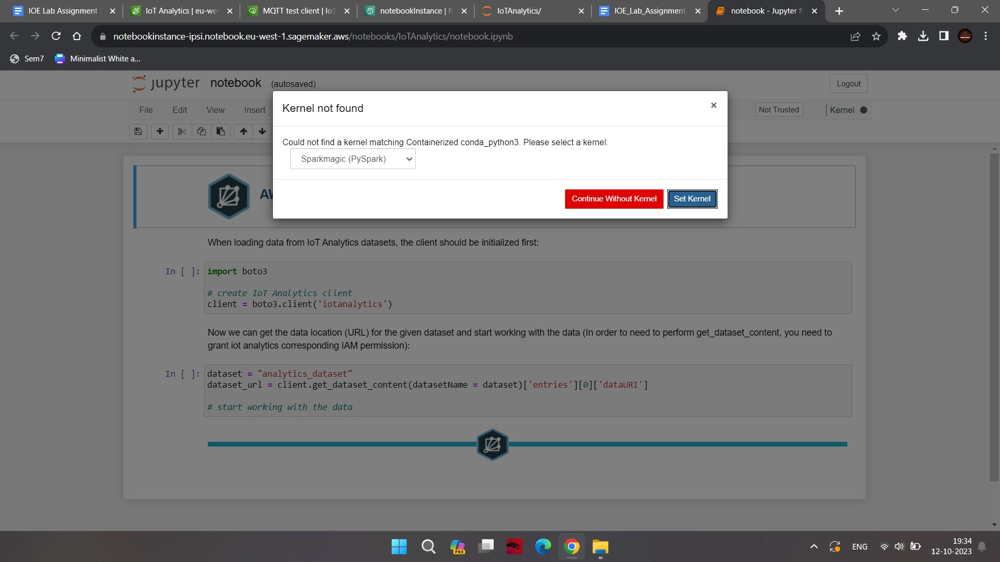 IOE Lab Assignment
IoT Analytics | eu-we
MQTT test client | IoT
notebookInstance | N
IoTAnalytics/
IOE_Lab_Assignment
notebook - Jupyter N
notebookinstance-ipsi.notebook.eu-west-1.sagemaker.aws/notebooks/IoTAnalytics/notebook.ipynb
Sem7
Minimalist White a...
jupyter notebook (autosaved)
Logout
File Edit View Insert
Not Trusted
Kernel
Kernel not found
×
Could not find a kernel matching Containerized conda_python3. Please select a kernel:
Sparkmagic (PySpark)
Continue Without Kernel
Set Kernel
When loading data from IoT Analytics datasets, the client should be initialized first:
In [ ]: import boto3
# create IoT Analytics client
client = boto3.client('iotanalytics')
Now we can get the data location (URL) for the given dataset and start working with the data (In order to need to perform get_dataset_content, you need to
grant iot analytics corresponding IAM permission):
In [ ]: dataset = "analytics_dataset"
dataset_url = client.get_dataset_content(datasetName = dataset)['entries'][0]['dataURI']
# start working with the data
PRE
ENG
19:34
12-10-2023